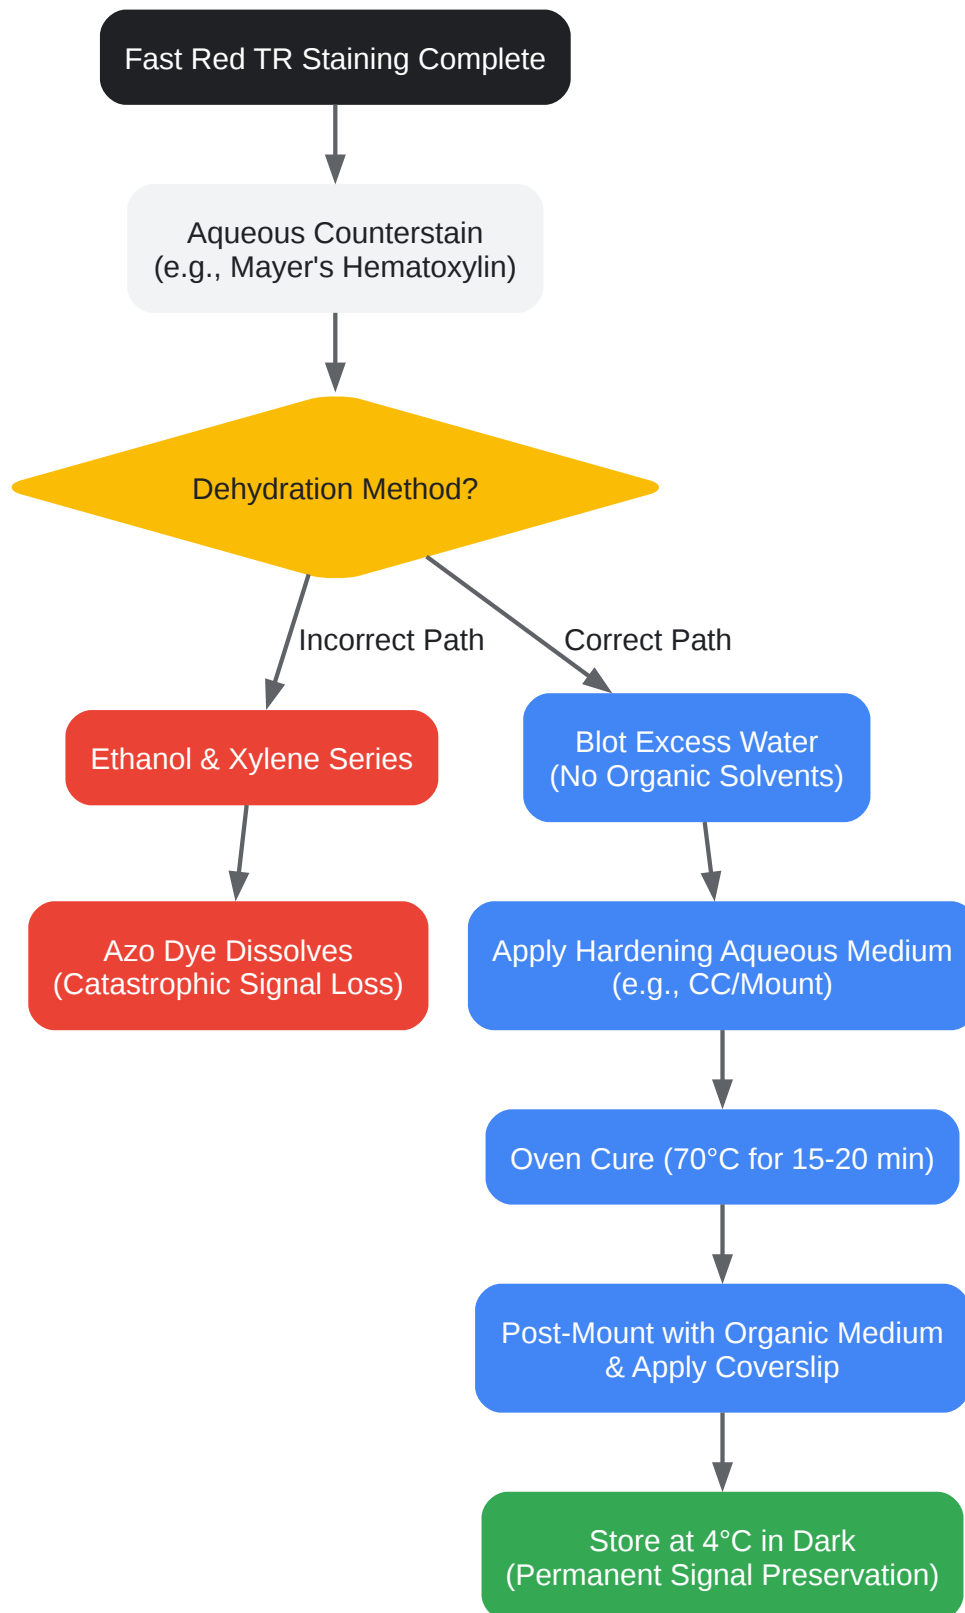 Fast Red TR Staining Complete
Aqueous Counterstain
(e.g., Mayer's Hematoxylin)
Dehydration Method?
Incorrect Path
Correct Path
Ethanol & Xylene Series
Blot Excess Water
(No Organic Solvents)
Azo Dye Dissolves
(Catastrophic Signal Loss)
Apply Hardening Aqueous Medium
(e.g., CC/Mount)
Oven Cure (70°C for 15-20 min)
Post-Mount with Organic Medium
& Apply Coverslip
Store at 4°C in Dark
(Permanent Signal Preservation)